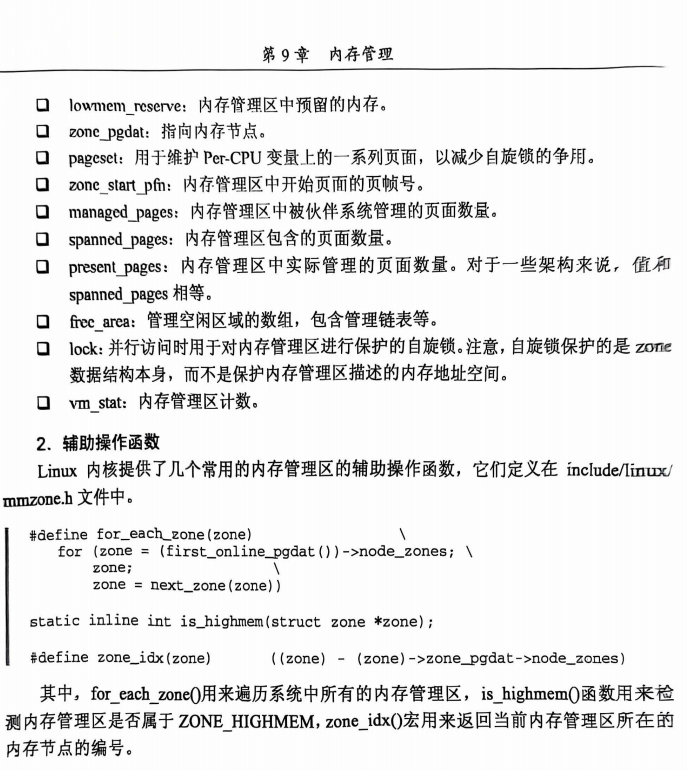 第9章 内存管理
❑ lowmem_reserve：内存管理区中预留的内存。
❑ zone_pgdat：指向内存节点。
❑ pageset：用于维护 Per-CPU 变量上的一系列页面，以减少自旋锁的争用。
❑ zone_start_pfn：内存管理区中开始页面的页帧号。
❑ managed_pages：内存管理区中被伙伴系统管理的页面数量。
❑ spanned_pages：内存管理区包含的页面数量。
❑ present_pages：内存管理区中实际管理的页面数量。对于一些架构来说，值和
spanned_pages 相等。
❑ free_area：管理空闲区域的数组，包含管理链表等。
❑ lock：并行访问时用于对内存管理区进行保护的自旋锁。注意，自旋锁保护的是 zone
数据结构本身，而不是保护内存管理区描述的内存地址空间。
❑ vm_stat：内存管理区计数。
2．辅助操作函数
Linux 内核提供了几个常用的内存管理区的辅助操作函数，它们定义在 include/linux/
mmzone.h 文件中。
#define for_each_zone(zone) \
for (zone = (first_online_pgdat())->node_zones; \
zone; \
zone = next_zone(zone))
static inline int is_highmem(struct zone *zone);
#define zone_idx(zone) ((zone) - (zone)->zone_pgdat->node_zones)
其中，for_each_zone()用来遍历系统中所有的内存管理区，is_highmem()函数用来检
测内存管理区是否属于 ZONE_HIGHMEM，zone_idx()宏用来返回当前内存管理区所在的
内存节点的编号。